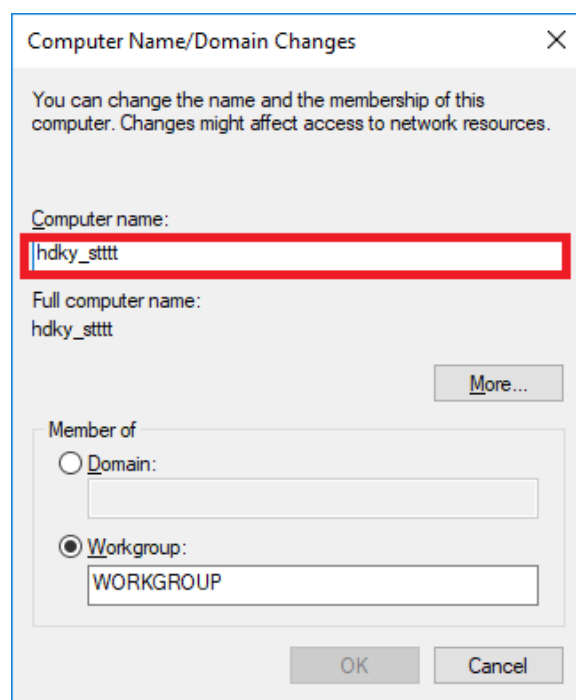 Computer Name/Domain Changes
You can change the name and the membership of this
computer. Changes might affect access to network resources.
Computer name:
hdky_stttt
Full computer name:
hdky_stttt
More...
Member of
Domain:
Workgroup:
WORKGROUP
OK
Cancel